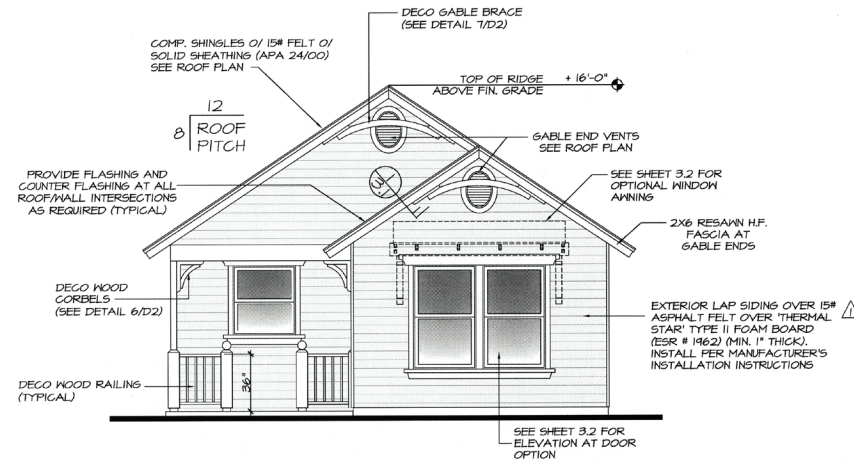 DECO GABLE BRACE
(SEE DETAIL 7/D2)
COMP. SHINGLES O/ 15# FELT O/
SOLID SHEATHING (APA 24/00)
SEE ROOF PLAN
TOP OF RIDGE + 16'-0"
ABOVE FIN. GRADE
12
8 ROOF
PITCH
GABLE END VENTS
SEE ROOF PLAN
PROVIDE FLASHING AND
COUNTER FLASHING AT ALL
ROOF/WALL INTERSECTIONS
AS REQUIRED (TYPICAL)
SEE SHEET 3.2 FOR
OPTIONAL WINDOW
AWNING
2X6 RESAWN H.F.
FASCIA AT
GABLE ENDS
DECO WOOD
CORBELS
(SEE DETAIL 6/D2)
EXTERIOR LAP SIDING OVER 15#
ASPHALT FELT OVER 'THERMAL
STAR' TYPE II FOAM BOARD
(ESR # 1962) (MIN. 1" THICK).
INSTALL PER MANUFACTURER'S
INSTALLATION INSTRUCTIONS
1
DECO WOOD RAILING
(TYPICAL)
36"
SEE SHEET 3.2 FOR
ELEVATION AT DOOR
OPTION